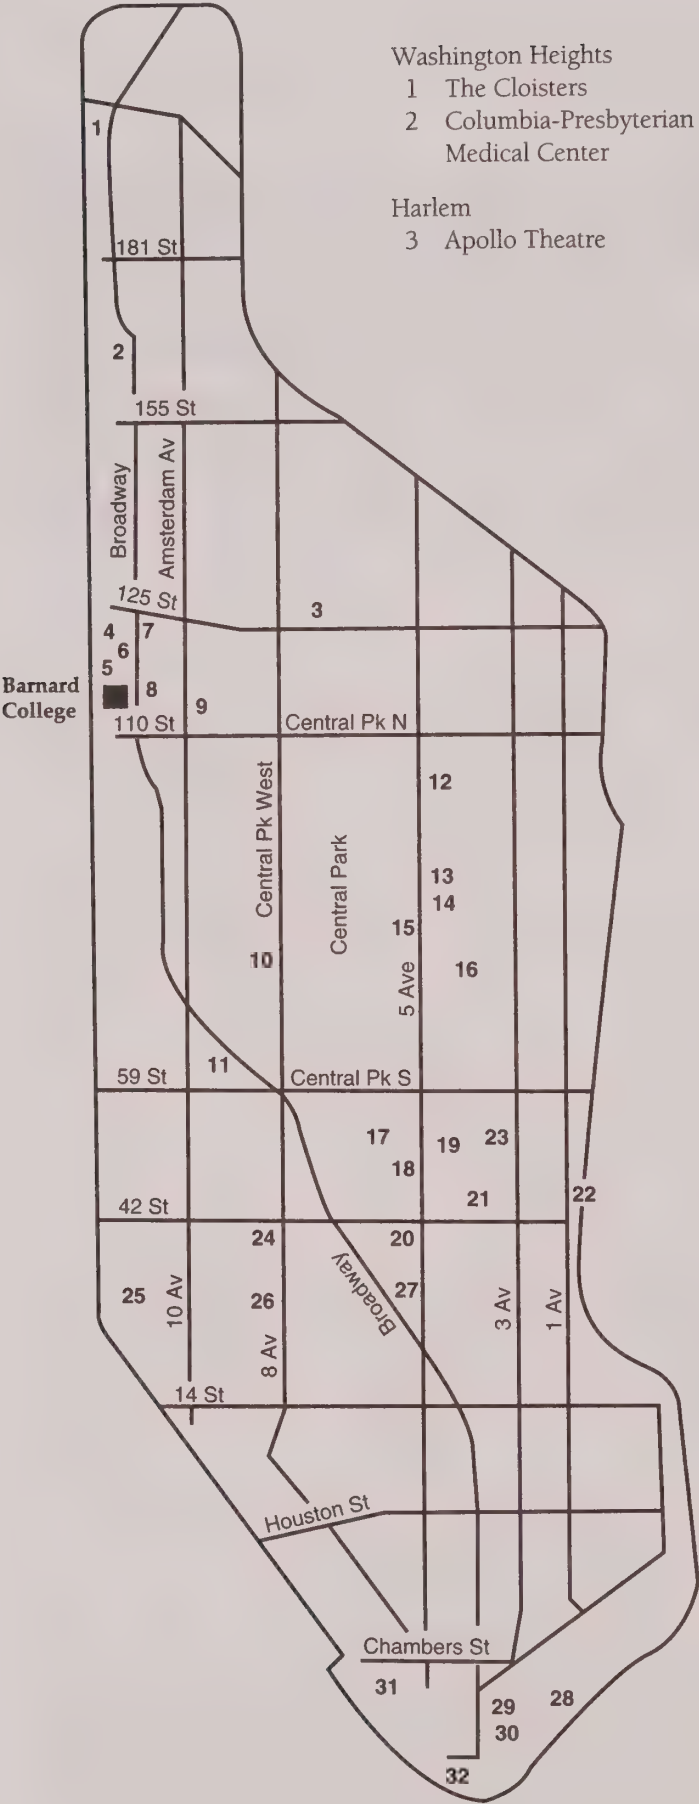 Washington Heights
1 The Cloisters
2 Columbia-Presbyterian
Medical Center
Harlem
3 Apollo Theatre
1
181 St
2
155 St
Broadway
Amsterdam Av
125 St
3
4
7
6
5
Barnard
College
8
9
110 St
Central Pk N
Central Pk West
Central Park
12
13
14
15
10
5 Ave
16
11
59 St
Central Pk S
17
19
23
18
21
22
42 St
24
20
Broadway
25
10 Av
26
27
3 Av
1 Av
8 Av
14 St
Houston St
Chambers St
31
29
28
30
32